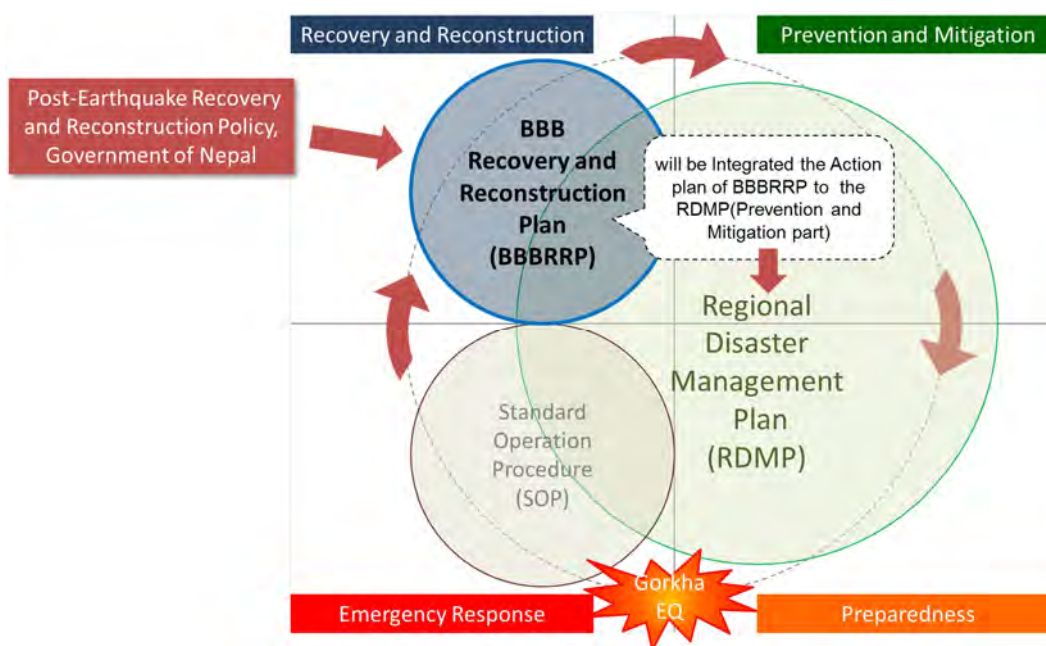 Recovery and Reconstruction
Prevention and Mitigation
Post-Earthquake Recovery
and Reconstruction Policy,
Government of Nepal
BBB
Recovery and
Reconstruction
Plan
(BBBRRP)
will be Integrated the Action
plan of BBBRRP to the
RDMP(Prevention and
Mitigation part)
Regional
Disaster
Management
Plan
(RDMP)
Standard
Operation
Procedure
(SOP)
Gorkha
EQ
Emergency Response
Preparedness